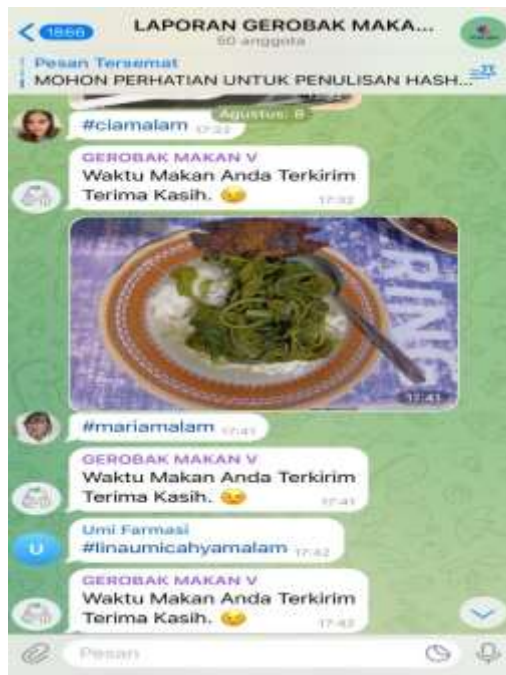 1866
LAPORAN GEROBAK MAKA...
50 anggota
Pesan Tersemat
MOHON PERHATIAN UNTUK PENULISAN HASH...
Agustus: 8
#ciamalam 17:32
GEROBAK MAKAN V
Waktu Makan Anda Terkirim
Terima Kasih. 😉 17:32
RING
17:41
#mariamalam 17:41
GEROBAK MAKAN V
Waktu Makan Anda Terkirim
Terima Kasih. 😉 17:41
Umi Farmasi
U
#linaumicahyamalam 17:42
GEROBAK MAKAN V
Waktu Makan Anda Terkirim
Terima Kasih. 😉 17:42
Pesan